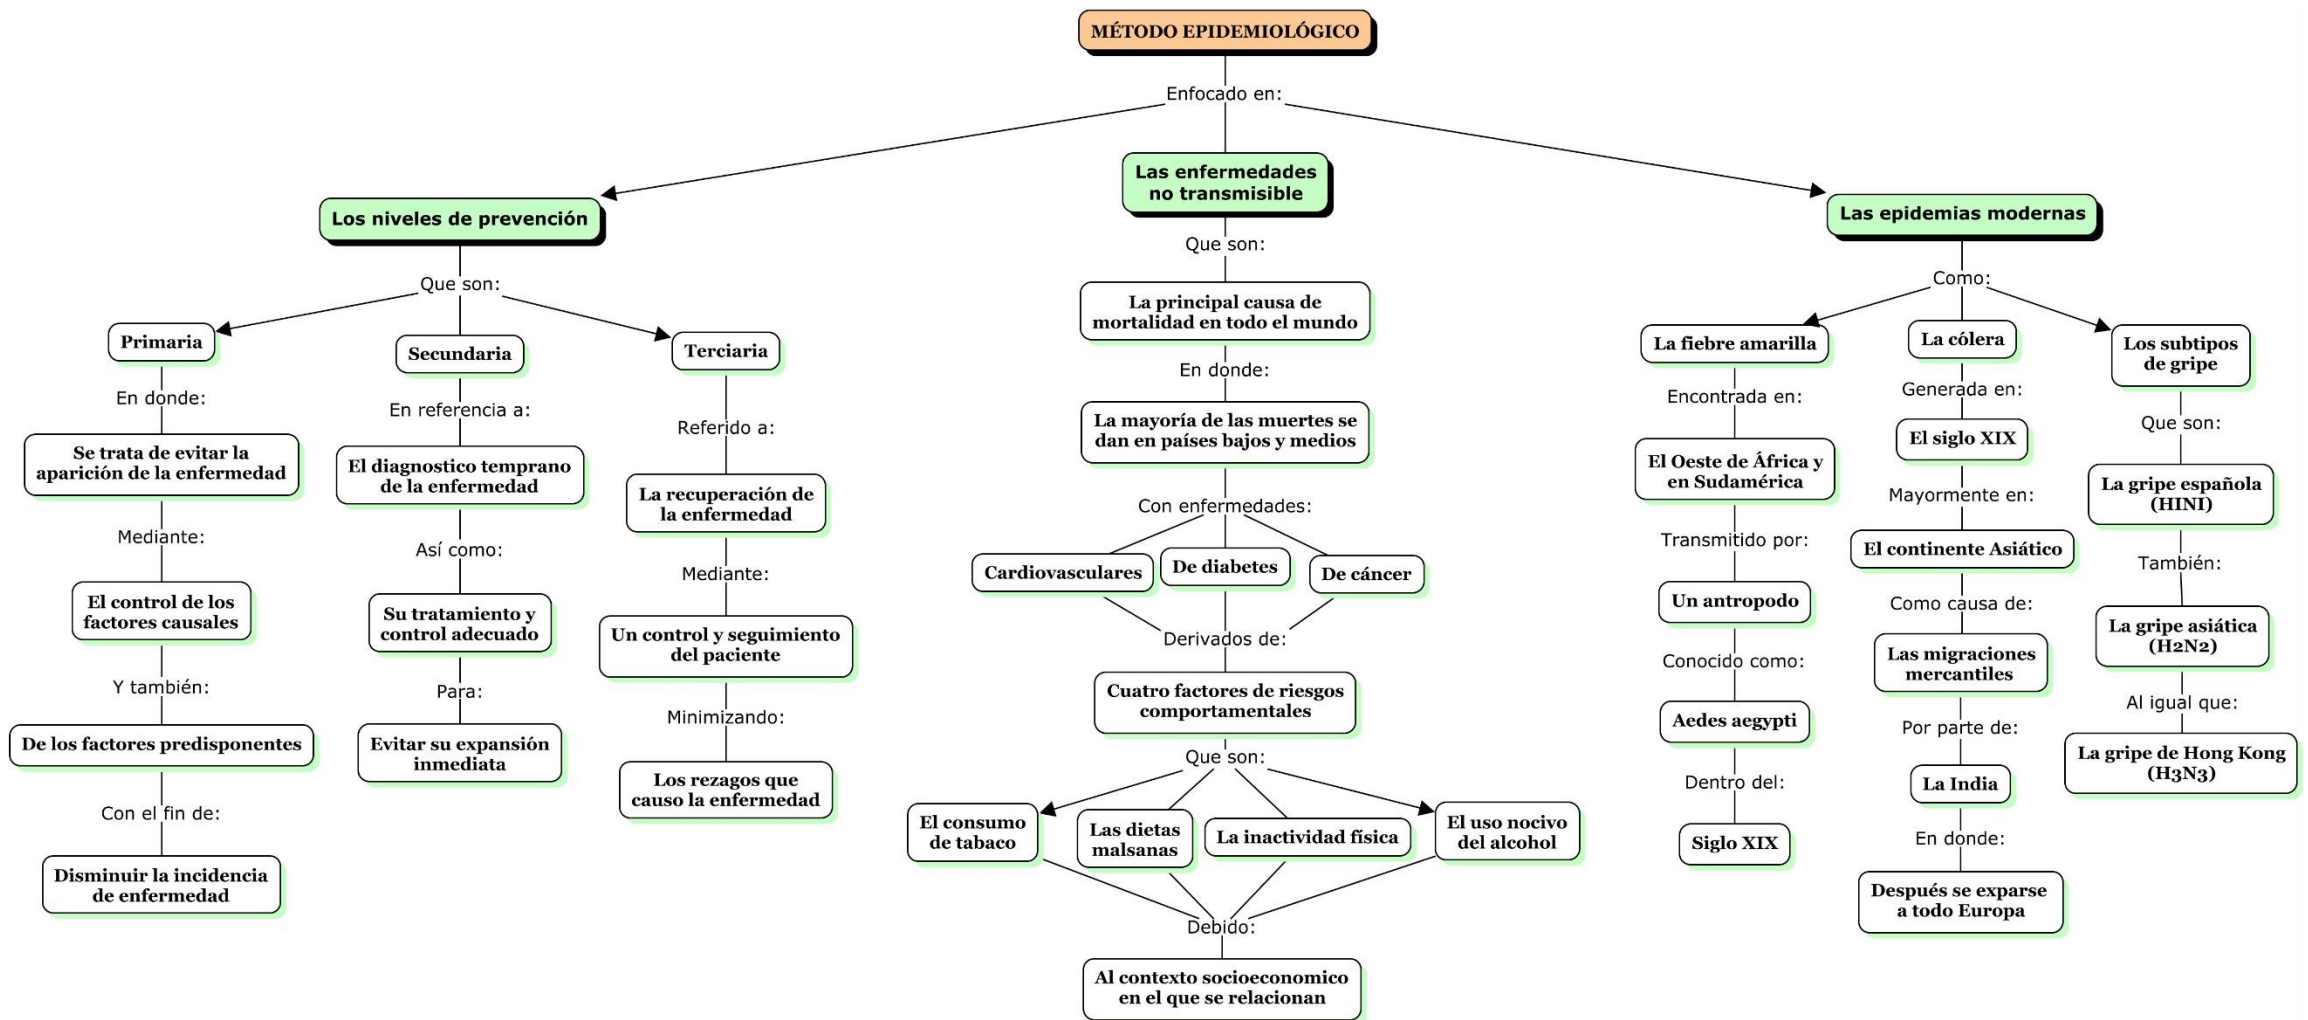 MÉTODO EPIDEMIOLÓGICO
Enfocado en:
Los niveles de prevención
Que son:
Primaria
En donde:
Se trata de evitar la
aparición de la enfermedad
Mediante:
El control de los
factores causales
Y también:
De los factores predisponentes
Con el fin de:
Disminuir la incidencia
de enfermedad
Secundaria
En referencia a:
El diagnostico temprano
de la enfermedad
Así como:
Su tratamiento y
control adecuado
Para:
Evitar su expansión
inmediata
Terciaria
Referido a:
La recuperación de
la enfermedad
Mediante:
Un control y seguimiento
del paciente
Minimizando:
Los rezagos que
causo la enfermedad
Las enfermedades
no transmisible
Que son:
La principal causa de
mortalidad en todo el mundo
En donde:
La mayoría de las muertes se
dan en países bajos y medios
Con enfermedades:
Cardiovasculares
De diabetes
De cáncer
Derivados de:
Cuatro factores de riesgos
comportamentales
Que son:
El consumo
de tabaco
Las dietas
malsanas
La inactividad física
El uso nocivo
del alcohol
Debido:
Al contexto socioeconomico
en el que se relacionan
Las epidemias modernas
Como:
La fiebre amarilla
Encontrada en:
El Oeste de África y
en Sudamérica
Transmitido por:
Un antropodo
Conocido como:
Aedes aegypti
Dentro del:
Siglo XIX
La cólera
Generada en:
El siglo XIX
Mayormente en:
El continente Asiático
Como causa de:
Las migraciones
mercantiles
Por parte de:
La India
En donde:
Después se exparse
a todo Europa
Los subtipos
de gripe
Que son:
La gripe española
(HINI)
También:
La gripe asiática
(H2N2)
Al igual que:
La gripe de Hong Kong
(H3N3)